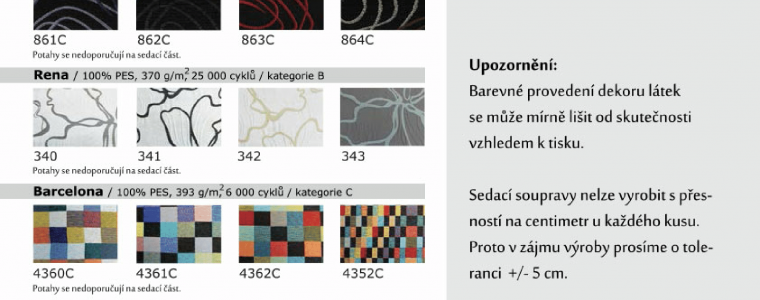 861C 862C 863C 864C
Potahy se nedoporučují na sedací část.
Rena / 100% PES, 370 g/m,² 25 000 cyklů / kategorie B
340 341 342 343
Potahy se nedoporučují na sedací část.
Barcelona / 100% PES, 393 g/m,² 6 000 cyklů / kategorie C
4360C 4361C 4362C 4352C
Potahy se nedoporučují na sedací část.
Upozornění:
Barevné provedení dekoru látek
se může mírně lišit od skutečnosti
vzhledem k tisku.
Sedací soupravy nelze vyrobit s přes-
ností na centimetr u každého kusu.
Proto v zájmu výroby prosíme o tole-
ranci +/- 5 cm.